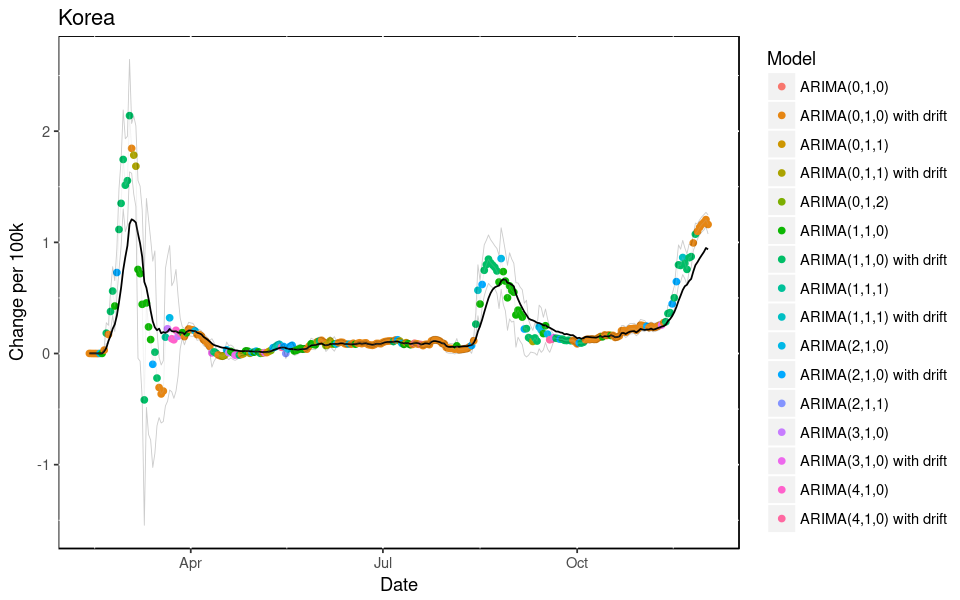 Korea
Change per 100k
2
1
0
-1
Apr
Jul
Oct
Date
Model
ARIMA(0,1,0)
ARIMA(0,1,0) with drift
ARIMA(0,1,1)
ARIMA(0,1,1) with drift
ARIMA(0,1,2)
ARIMA(1,1,0)
ARIMA(1,1,0) with drift
ARIMA(1,1,1)
ARIMA(1,1,1) with drift
ARIMA(2,1,0)
ARIMA(2,1,0) with drift
ARIMA(2,1,1)
ARIMA(3,1,0)
ARIMA(3,1,0) with drift
ARIMA(4,1,0)
ARIMA(4,1,0) with drift